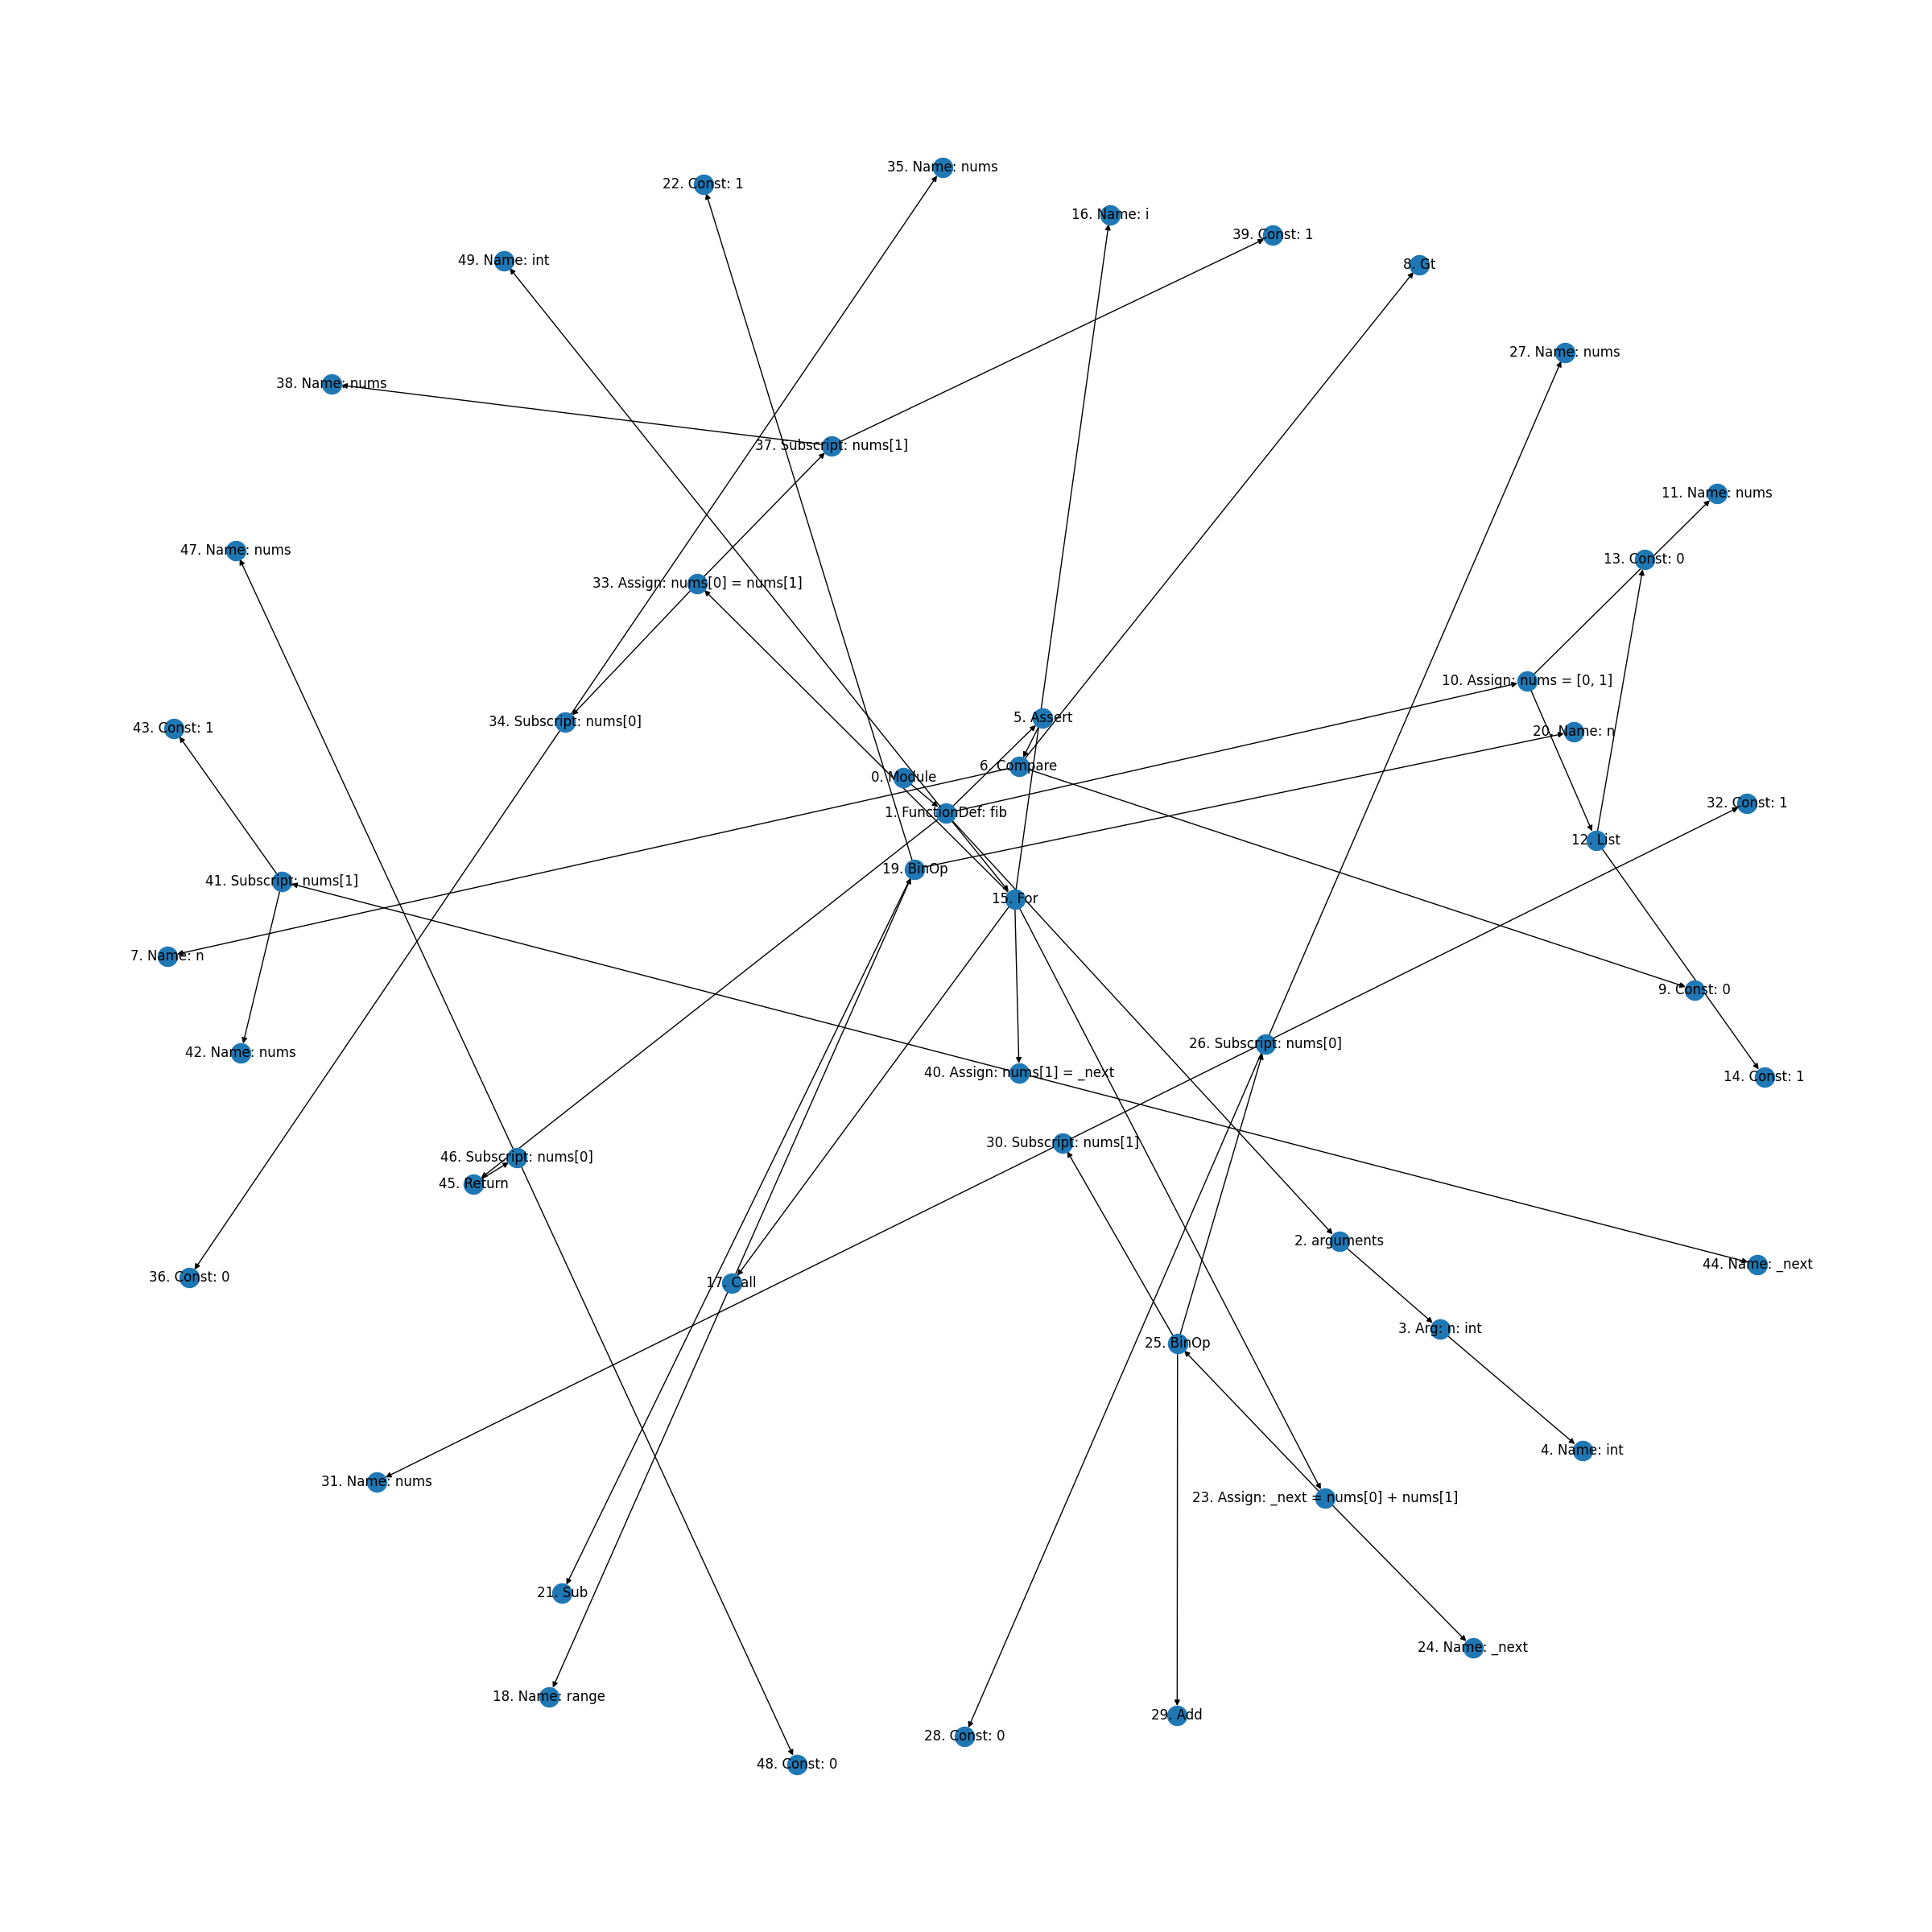 35. Name: nums
22. Const: 1
16. Name: i
39. Const: 1
49. Name: int
8. Gt
27. Name: nums
38. Name: nums
37. Subscript: nums[1]
11. Name: nums
47. Name: nums
13. Const: 0
33. Assign: nums[0] = nums[1]
10. Assign: nums = [0, 1]
5. Assert
34. Subscript: nums[0]
43. Const: 1
20. Name: n
6. Compare
0. Module
32. Const: 1
1. FunctionDef: fib
12. List
19. BinOp
41. Subscript: nums[1]
15. For
7. Name: n
9. Const: 0
26. Subscript: nums[0]
42. Name: nums
40. Assign: nums[1] = _next
14. Const: 1
30. Subscript: nums[1]
46. Subscript: nums[0]
45. Return
2. arguments
44. Name: _next
36. Const: 0
17. Call
3. Arg: n: int
25. BinOp
4. Name: int
31. Name: nums
23. Assign: _next = nums[0] + nums[1]
21. Sub
24. Name: _next
18. Name: range
29. Add
28. Const: 0
48. Const: 0